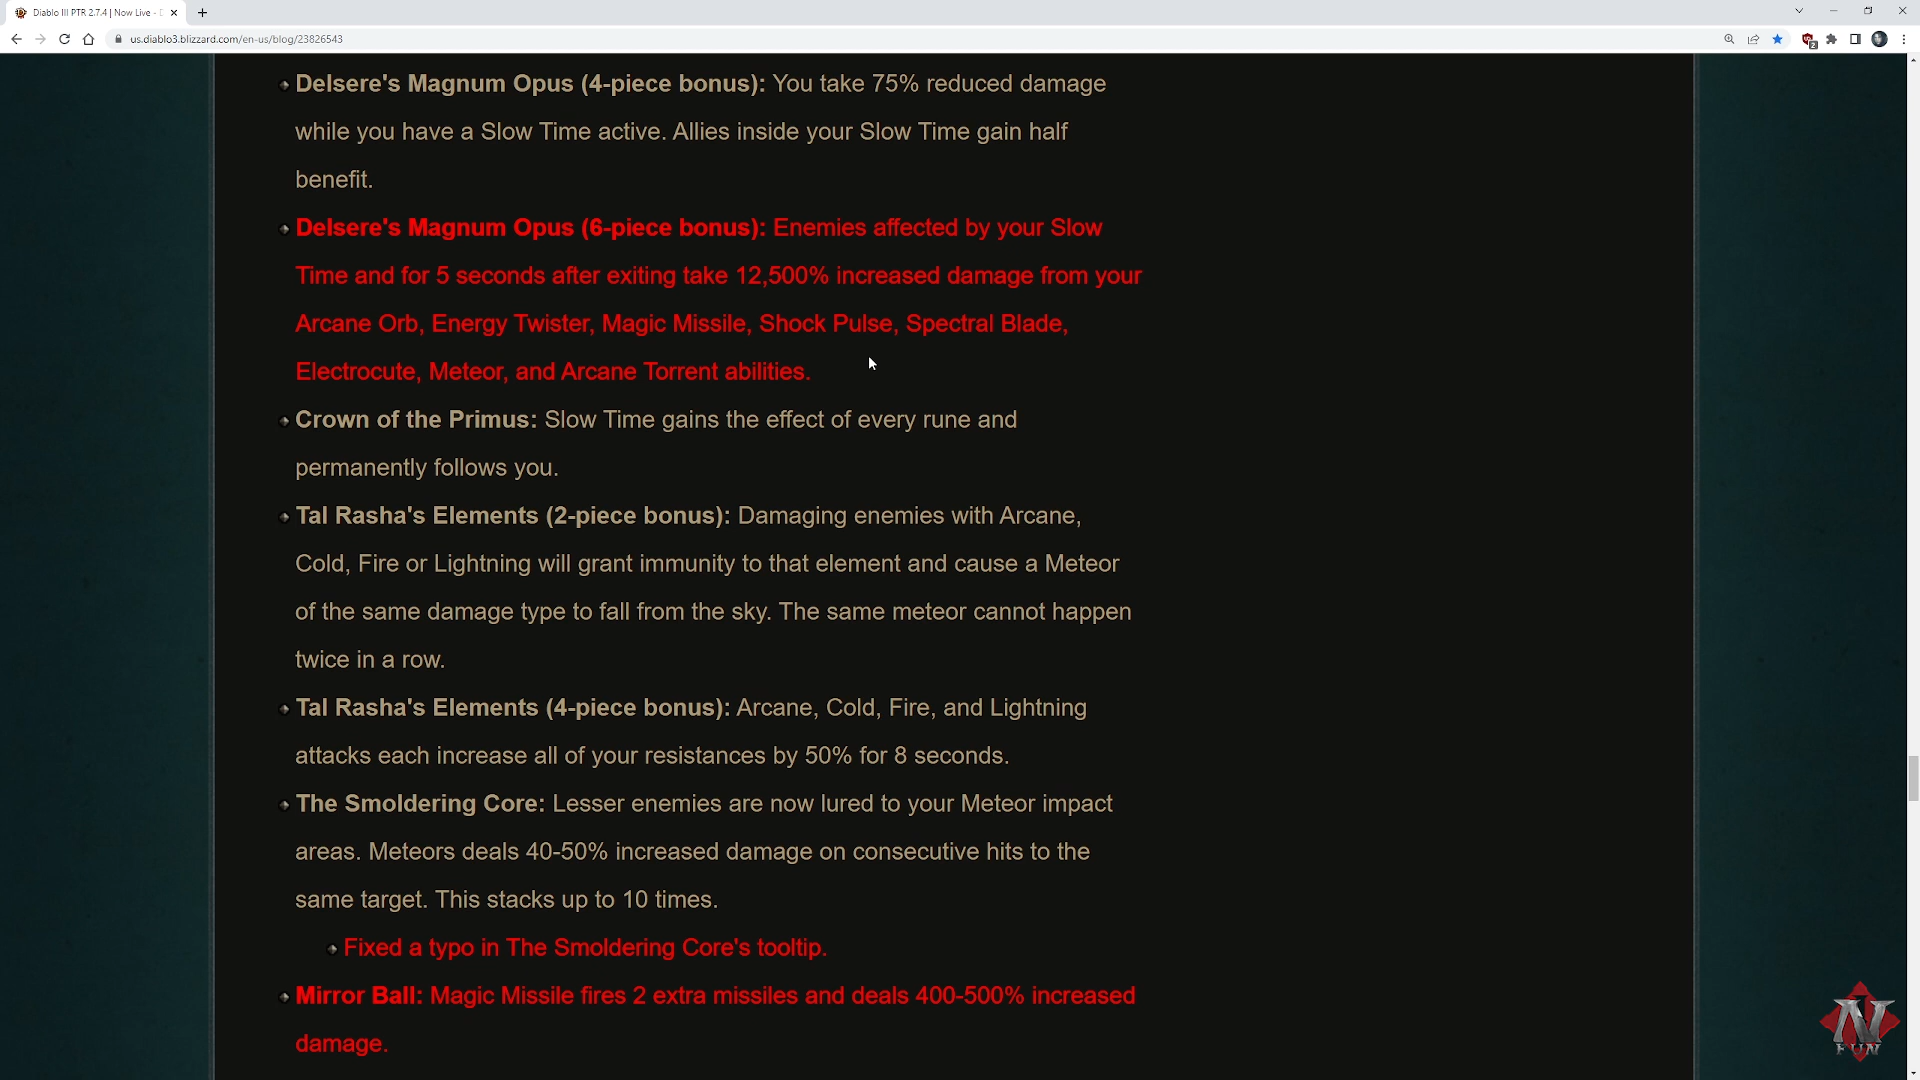 Diablo III PTR 2.7.4 | Now Live -
us.diablo3.blizzard.com/en-us/blog/23826543
2
Delsere's Magnum Opus (4-piece bonus): You take 75% reduced damage
while you have a Slow Time active. Allies inside your Slow Time gain half
benefit.
Delsere's Magnum Opus (6-piece bonus): Enemies affected by your Slow
Time and for 5 seconds after exiting take 12,500% increased damage from your
Arcane Orb, Energy Twister, Magic Missile, Shock Pulse, Spectral Blade,
Electrocute, Meteor, and Arcane Torrent abilities.
Crown of the Primus: Slow Time gains the effect of every rune and
permanently follows you.
Tal Rasha's Elements (2-piece bonus): Damaging enemies with Arcane,
Cold, Fire or Lightning will grant immunity to that element and cause a Meteor
of the same damage type to fall from the sky. The same meteor cannot happen
twice in a row.
Tal Rasha's Elements (4-piece bonus): Arcane, Cold, Fire, and Lightning
attacks each increase all of your resistances by 50% for 8 seconds.
The Smoldering Core: Lesser enemies are now lured to your Meteor impact
areas. Meteors deals 40-50% increased damage on consecutive hits to the
same target. This stacks up to 10 times.
Fixed a typo in The Smoldering Core's tooltip.
Mirror Ball: Magic Missile fires 2 extra missiles and deals 400-500% increased
damage.
N
FUN